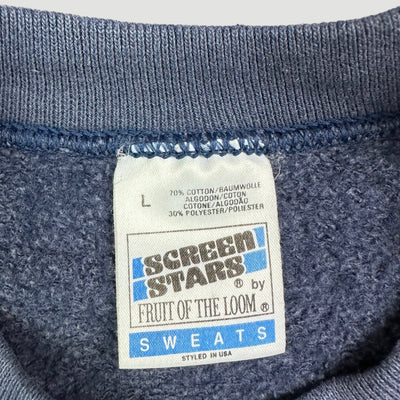 L
70% COTTON/BAUMWOLLE
ALGODON/COTON
COTONE/ALGODÃO
30% POLYESTER/POLIESTER
SCREEN
STARS
® by
FRUIT OF THE LOOM ®
SWEATS
STYLED IN USA